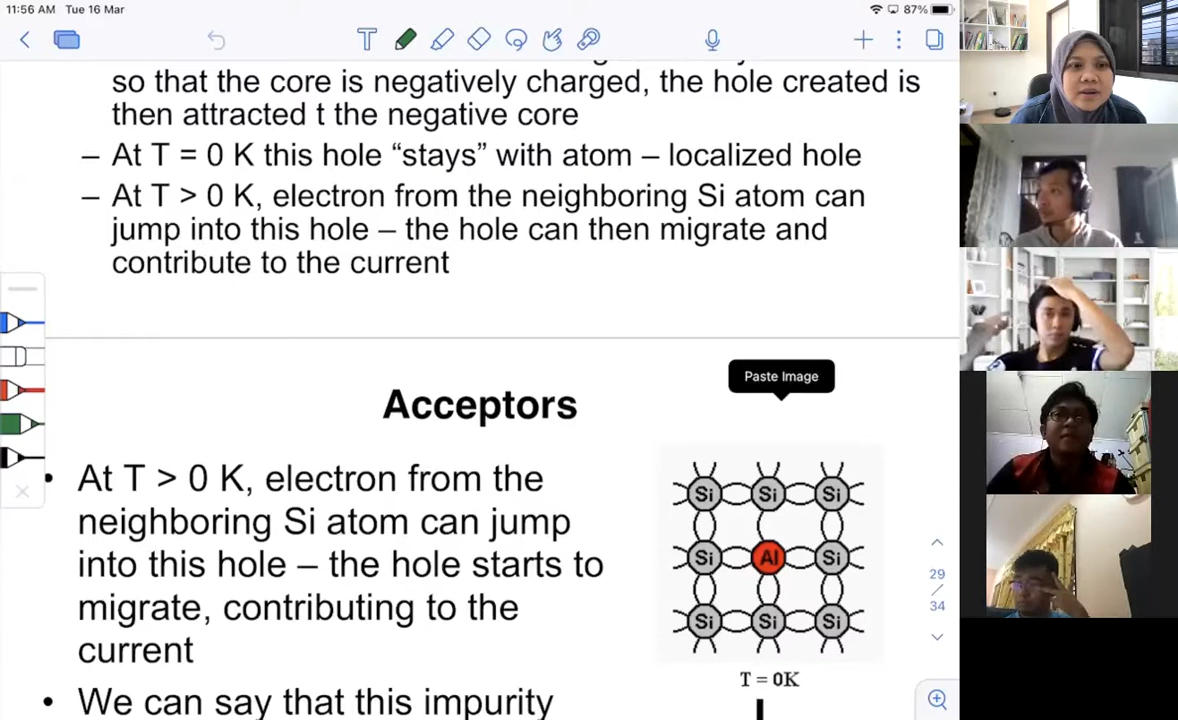 11:56 AM Tue 16 Mar
87%
so that the core is negatively charged, the hole created is
then attracted t the negative core
– At T = 0 K this hole “stays” with atom – localized hole
– At T > 0 K, electron from the neighboring Si atom can
jump into this hole – the hole can then migrate and
contribute to the current
Paste Image
Acceptors
• At T > 0 K, electron from the
neighboring Si atom can jump
into this hole – the hole starts to
migrate, contributing to the
current
• We can say that this impurity
Si Si Si
Si Al Si
Si Si Si
T = 0K
29
/
34